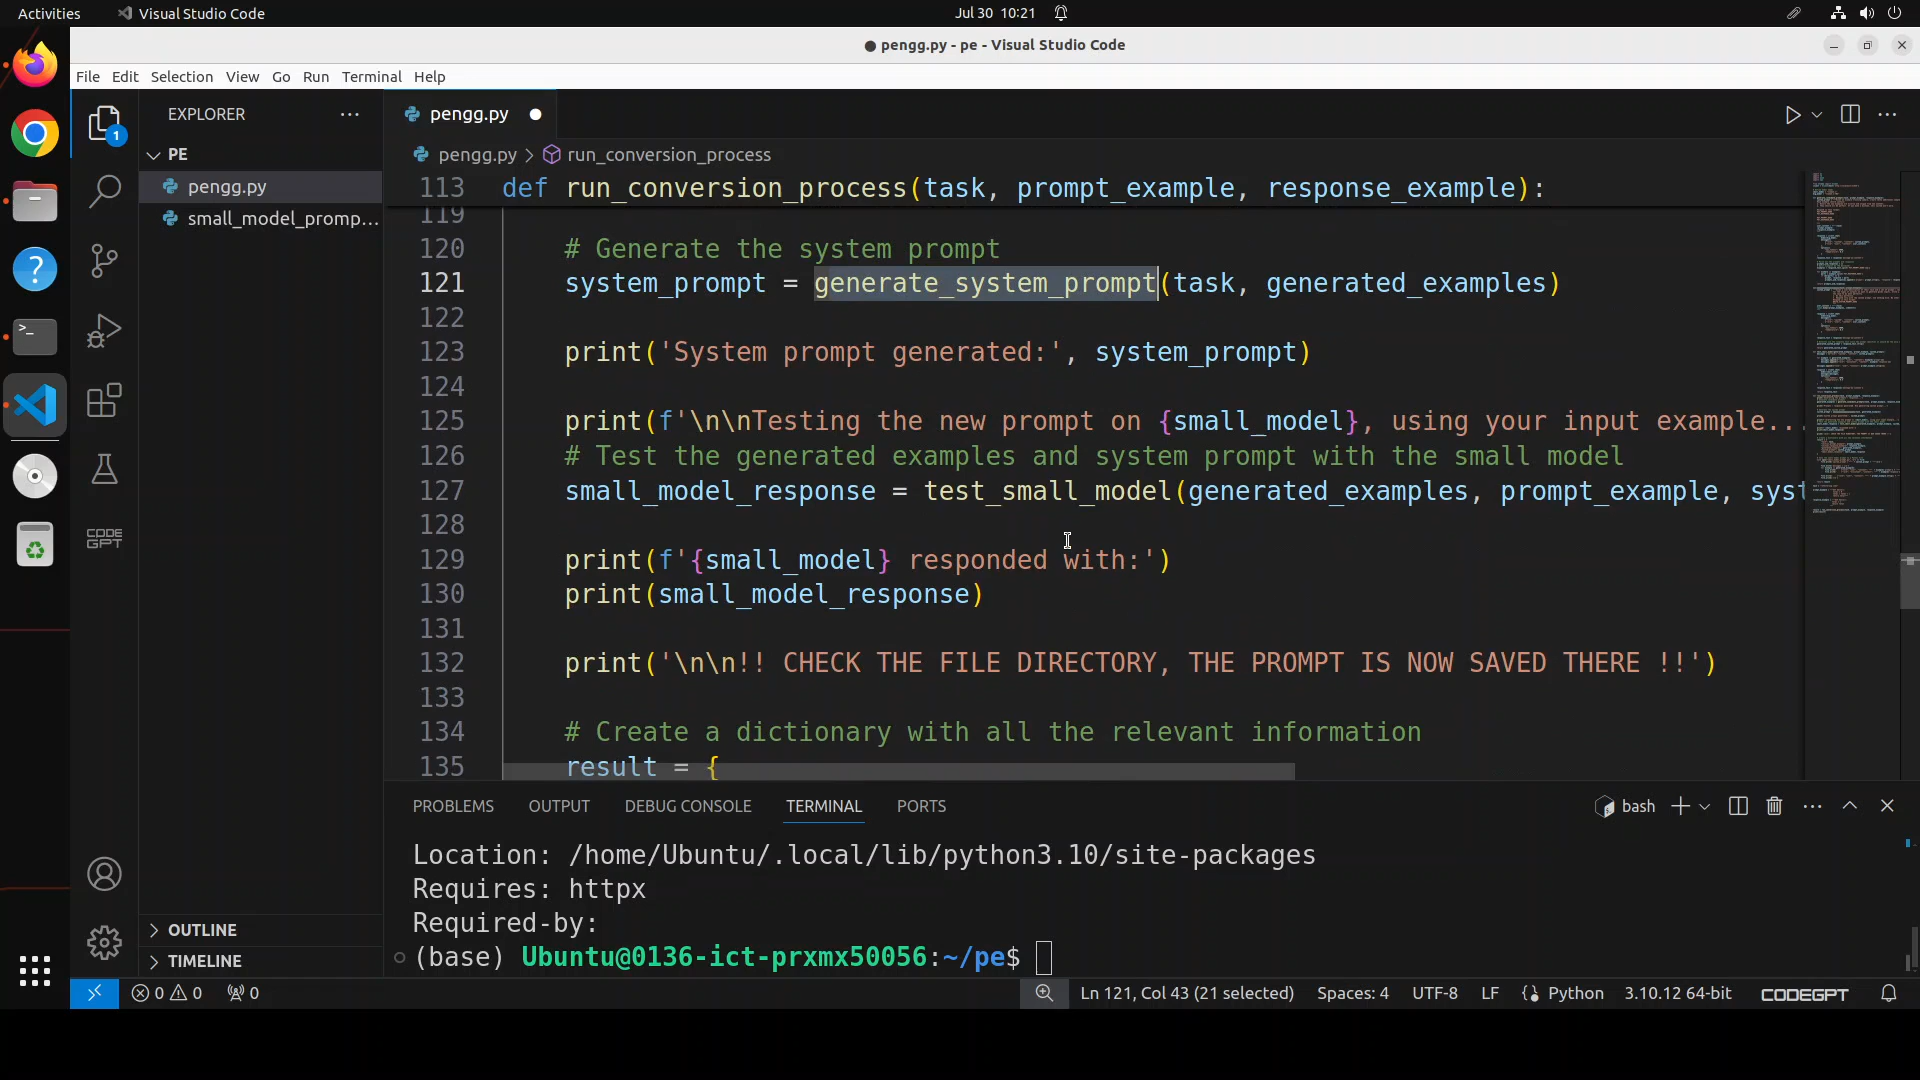 Activities
Visual Studio Code
Jul 30 10:21
● pengg.py - pe - Visual Studio Code
File Edit Selection View Go Run Terminal Help
EXPLORER
1
PE
pengg.py
small_model_promp...
CODE
GPT
OUTLINE
TIMELINE
pengg.py
pengg.py > run_conversion_process
113 def run_conversion_process(task, prompt_example, response_example):
119
120 # Generate the system prompt
121 system_prompt = generate_system_prompt(task, generated_examples)
122
123 print('System prompt generated:', system_prompt)
124
125 print(f'\n\nTesting the new prompt on {small_model}, using your input example...
126 # Test the generated examples and system prompt with the small model
127 small_model_response = test_small_model(generated_examples, prompt_example, syst
128
129 print(f'{small_model} responded with:')
130 print(small_model_response)
131
132 print('\n\n!! CHECK THE FILE DIRECTORY, THE PROMPT IS NOW SAVED THERE !!')
133
134 # Create a dictionary with all the relevant information
135 result = {
PROBLEMS OUTPUT DEBUG CONSOLE TERMINAL PORTS
bash
Location: /home/Ubuntu/.local/lib/python3.10/site-packages
Requires: httpx
Required-by:
(base) Ubuntu@0136-ict-prxmx50056:~/pe$
0 0 0
Ln 121, Col 43 (21 selected) Spaces: 4 UTF-8 LF Python 3.10.12 64-bit CODEGPT